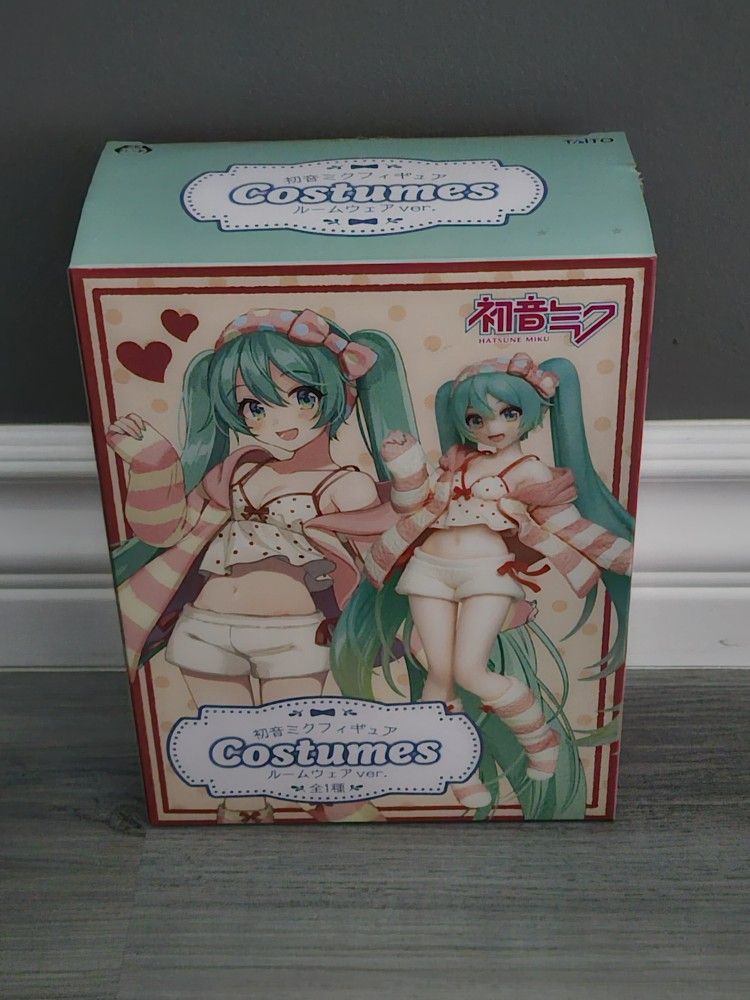 TAITO
初音ミクフィギュア
Costumes
ルームウェアver.
初音ミク
HATSUNE MIKU
初音ミクフィギュア
Costumes
ルームウェアver.
全1種